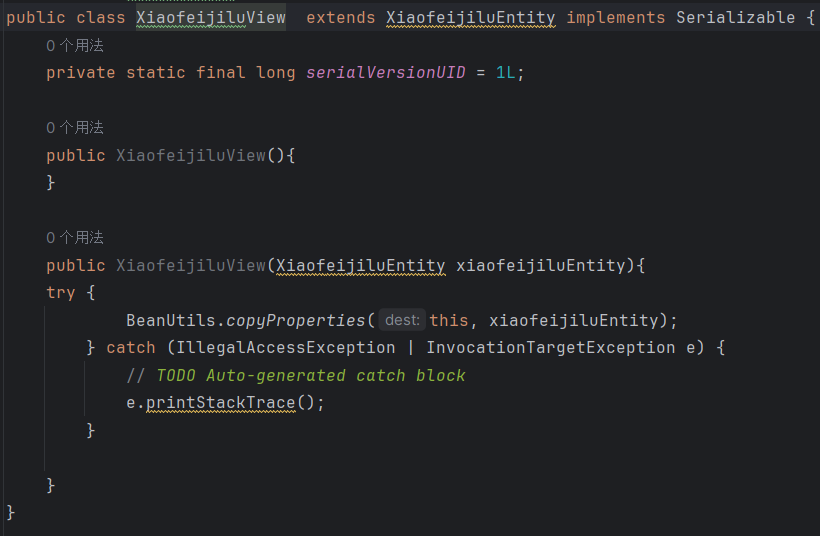 public class XiaofeijiluView  extends XiaofeijiluEntity implements Serializable {
0 个用法
private static final long serialVersionUID = 1L;
0 个用法
public XiaofeijiluView(){
}
0 个用法
public XiaofeijiluView(XiaofeijiluEntity xiaofeijiluEntity){
try {
BeanUtils.copyProperties( dest: this, xiaofeijiluEntity);
} catch (IllegalAccessException | InvocationTargetException e) {
// TODO Auto-generated catch block
e.printStackTrace();
}
}
}